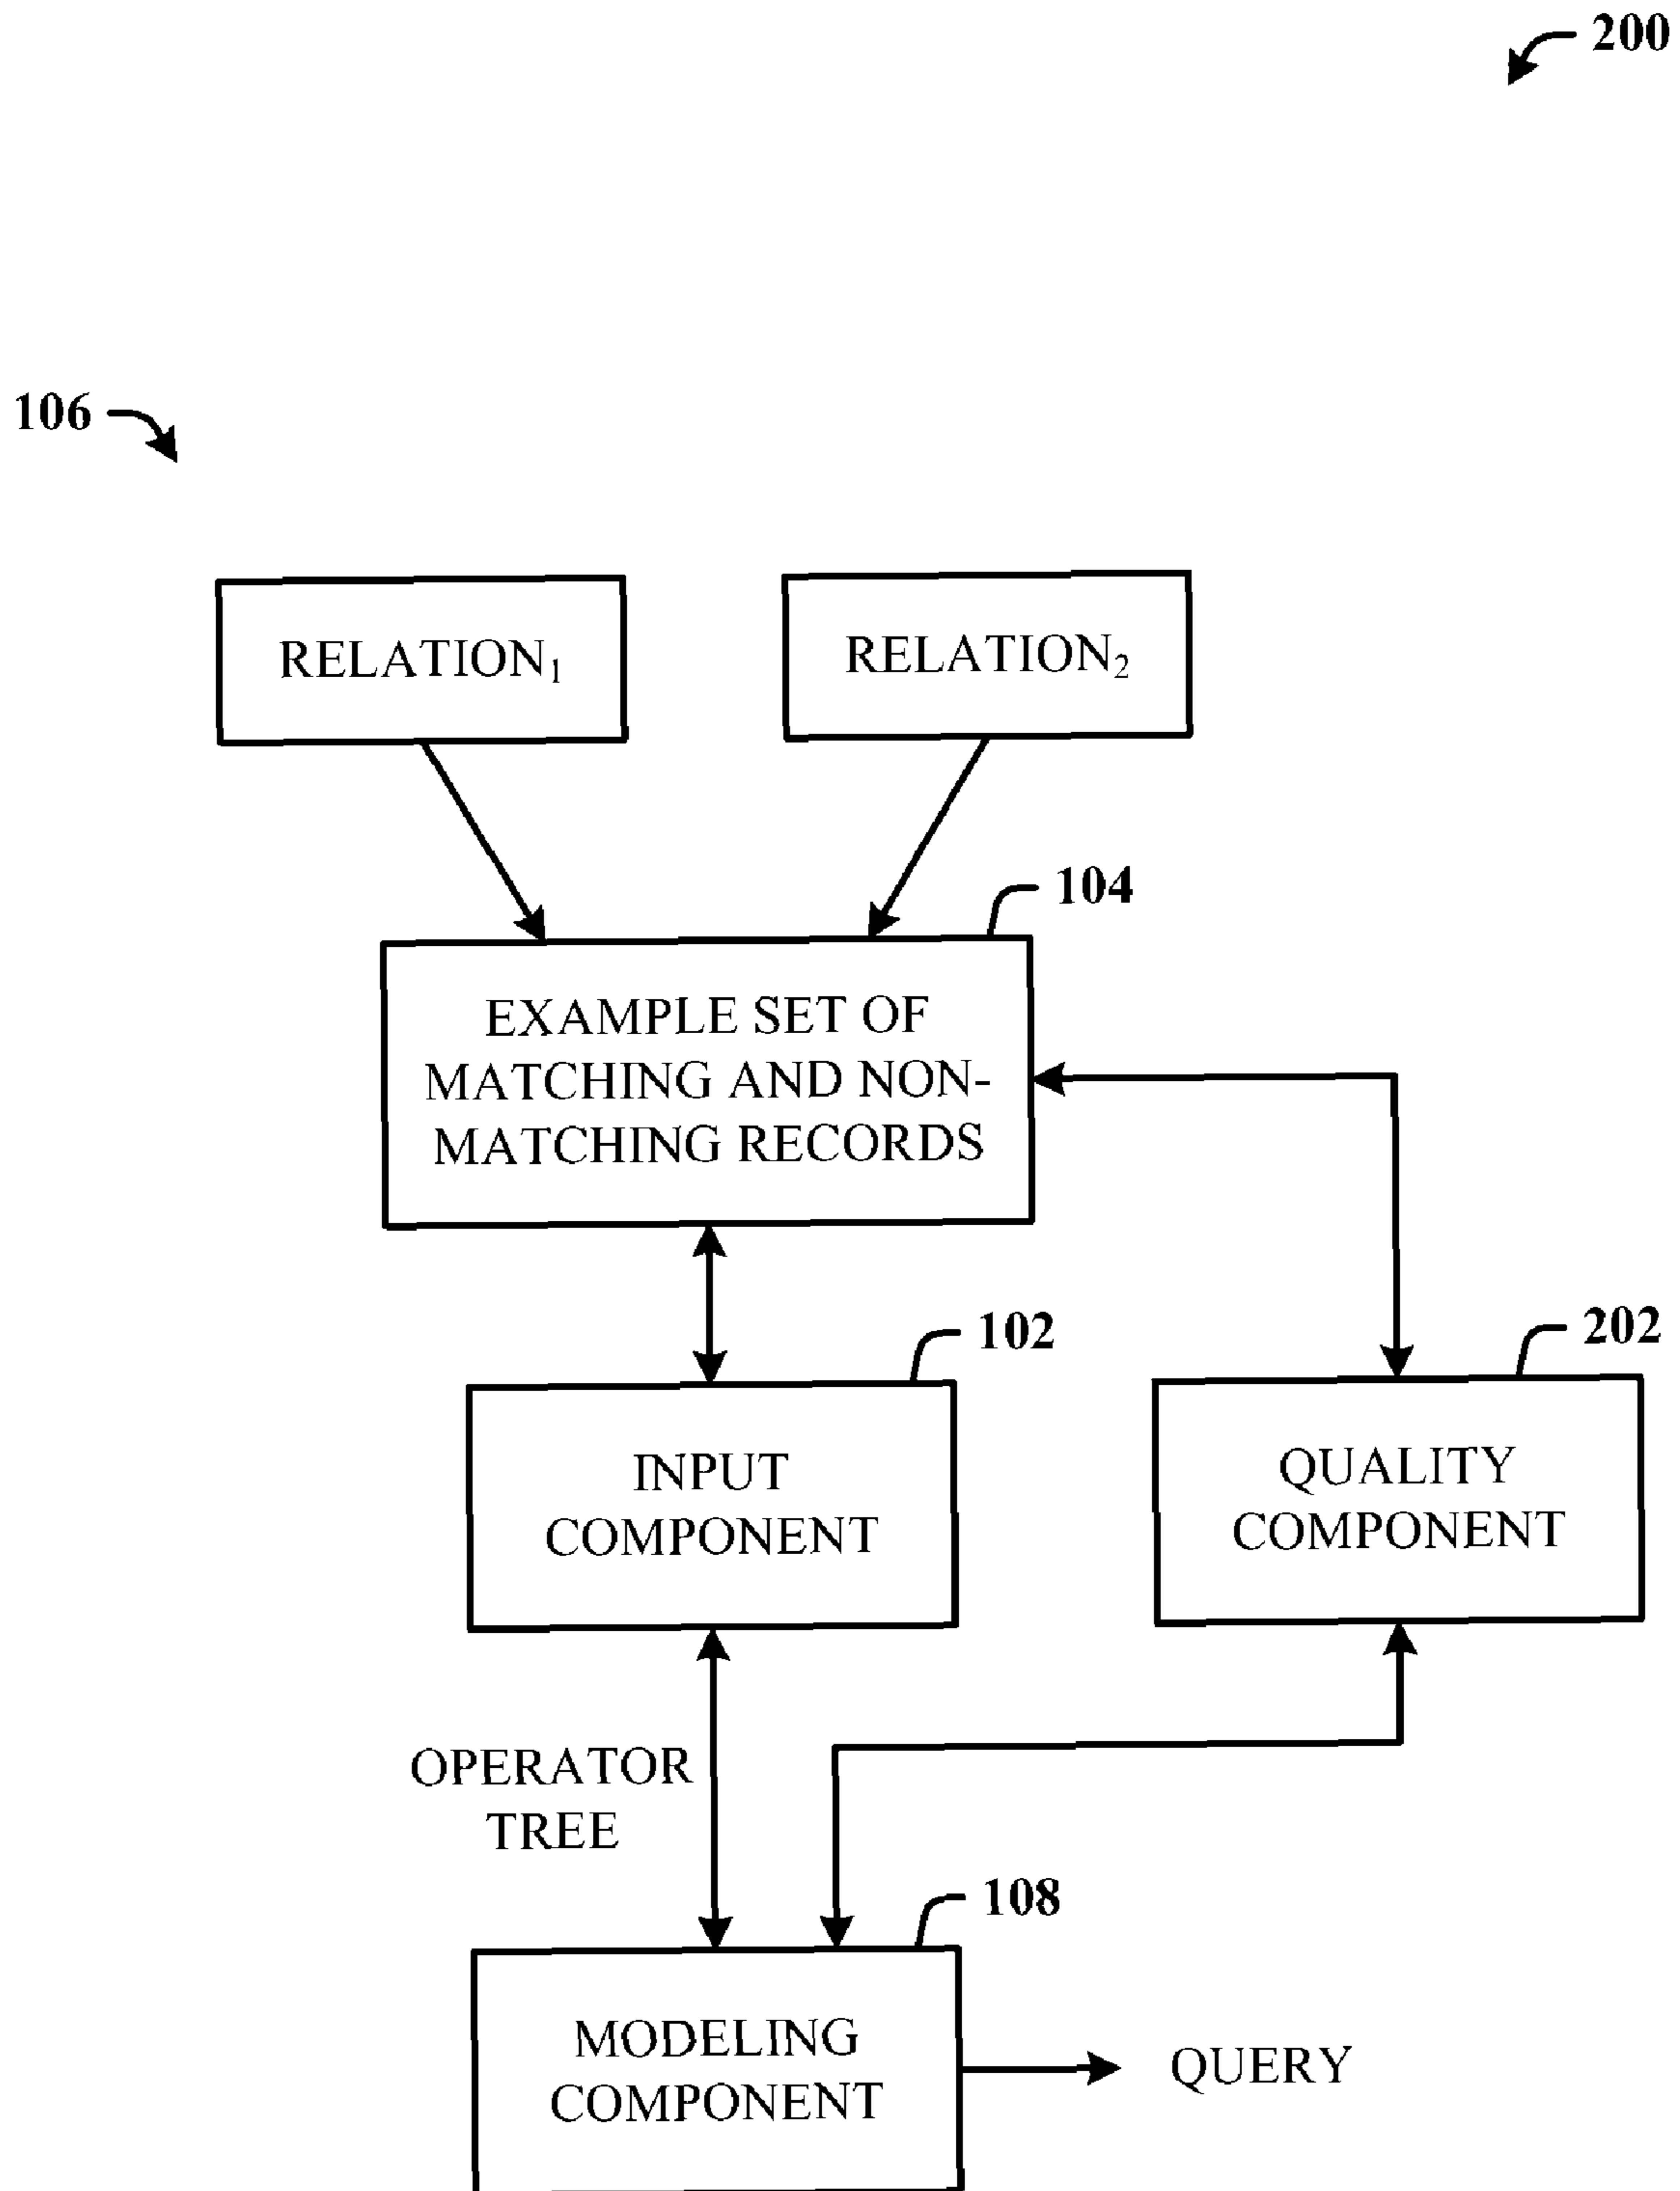 200
106
RELATION1
RELATION2
104
EXAMPLE SET OF
MATCHING AND NON-
MATCHING RECORDS
102
202
INPUT
COMPONENT
QUALITY
COMPONENT
OPERATOR
TREE
108
MODELING
COMPONENT
QUERY